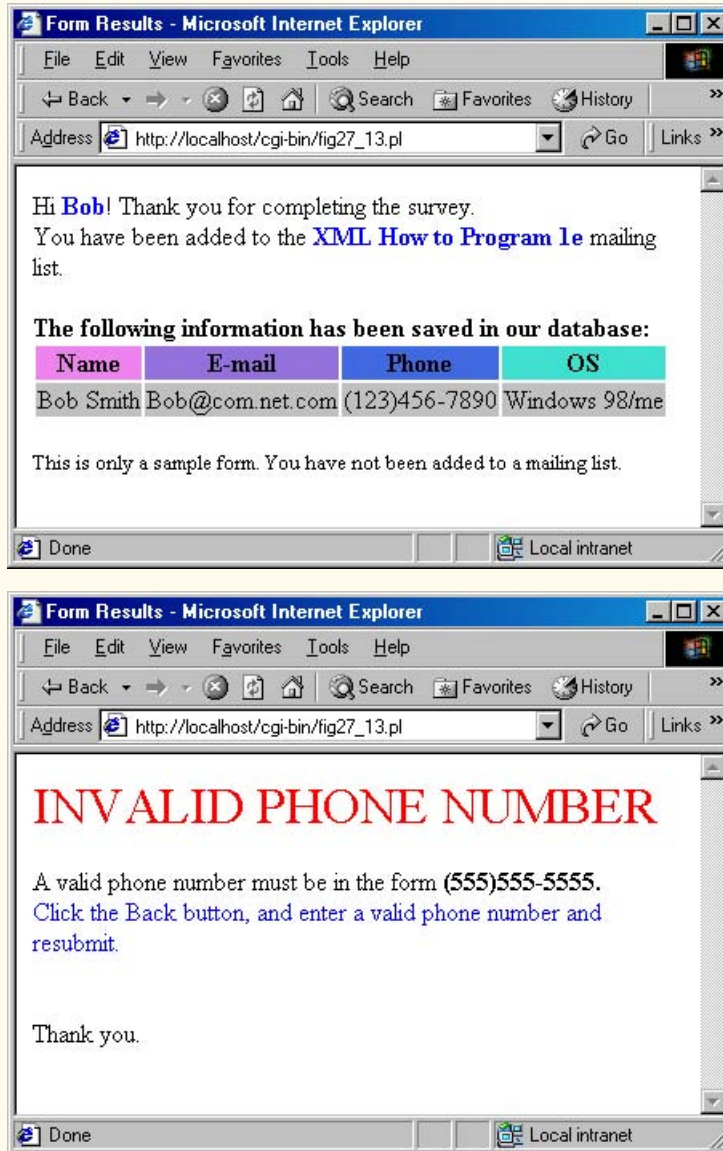 Form Results - Microsoft Internet Explorer
File Edit View Favorites Tools Help
Back Search Favorites History »
Address http://localhost/cgi-bin/fig27_13.pl Go Links »
Hi Bob! Thank you for completing the survey.
You have been added to the XML How to Program 1e mailing
list.
The following information has been saved in our database:
Name E-mail Phone OS
Bob Smith Bob@com.net.com (123)456-7890 Windows 98/me
This is only a sample form. You have not been added to a mailing list.
Done Local intranet
Form Results - Microsoft Internet Explorer
File Edit View Favorites Tools Help
Back Search Favorites History »
Address http://localhost/cgi-bin/fig27_13.pl Go Links »
INVALID PHONE NUMBER
A valid phone number must be in the form (555)555-5555.
Click the Back button, and enter a valid phone number and
resubmit.
Thank you.
Done Local intranet